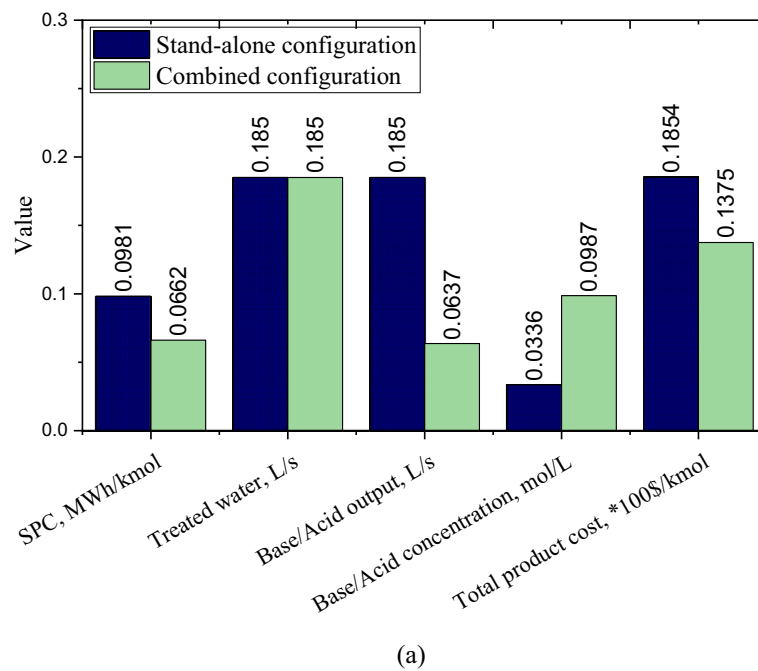 0.3
Stand-alone configuration
Combined configuration
0.2
0.1
0.0
Value
0.0981
0.0662
0.185
0.185
0.185
0.0637
0.0336
0.0987
0.1854
0.1375
SPC, MWh/kmol
Treated water, L/s
Base/Acid output, L/s
Base/Acid concentration, mol/L
Total product cost, *100$/kmol
(a)